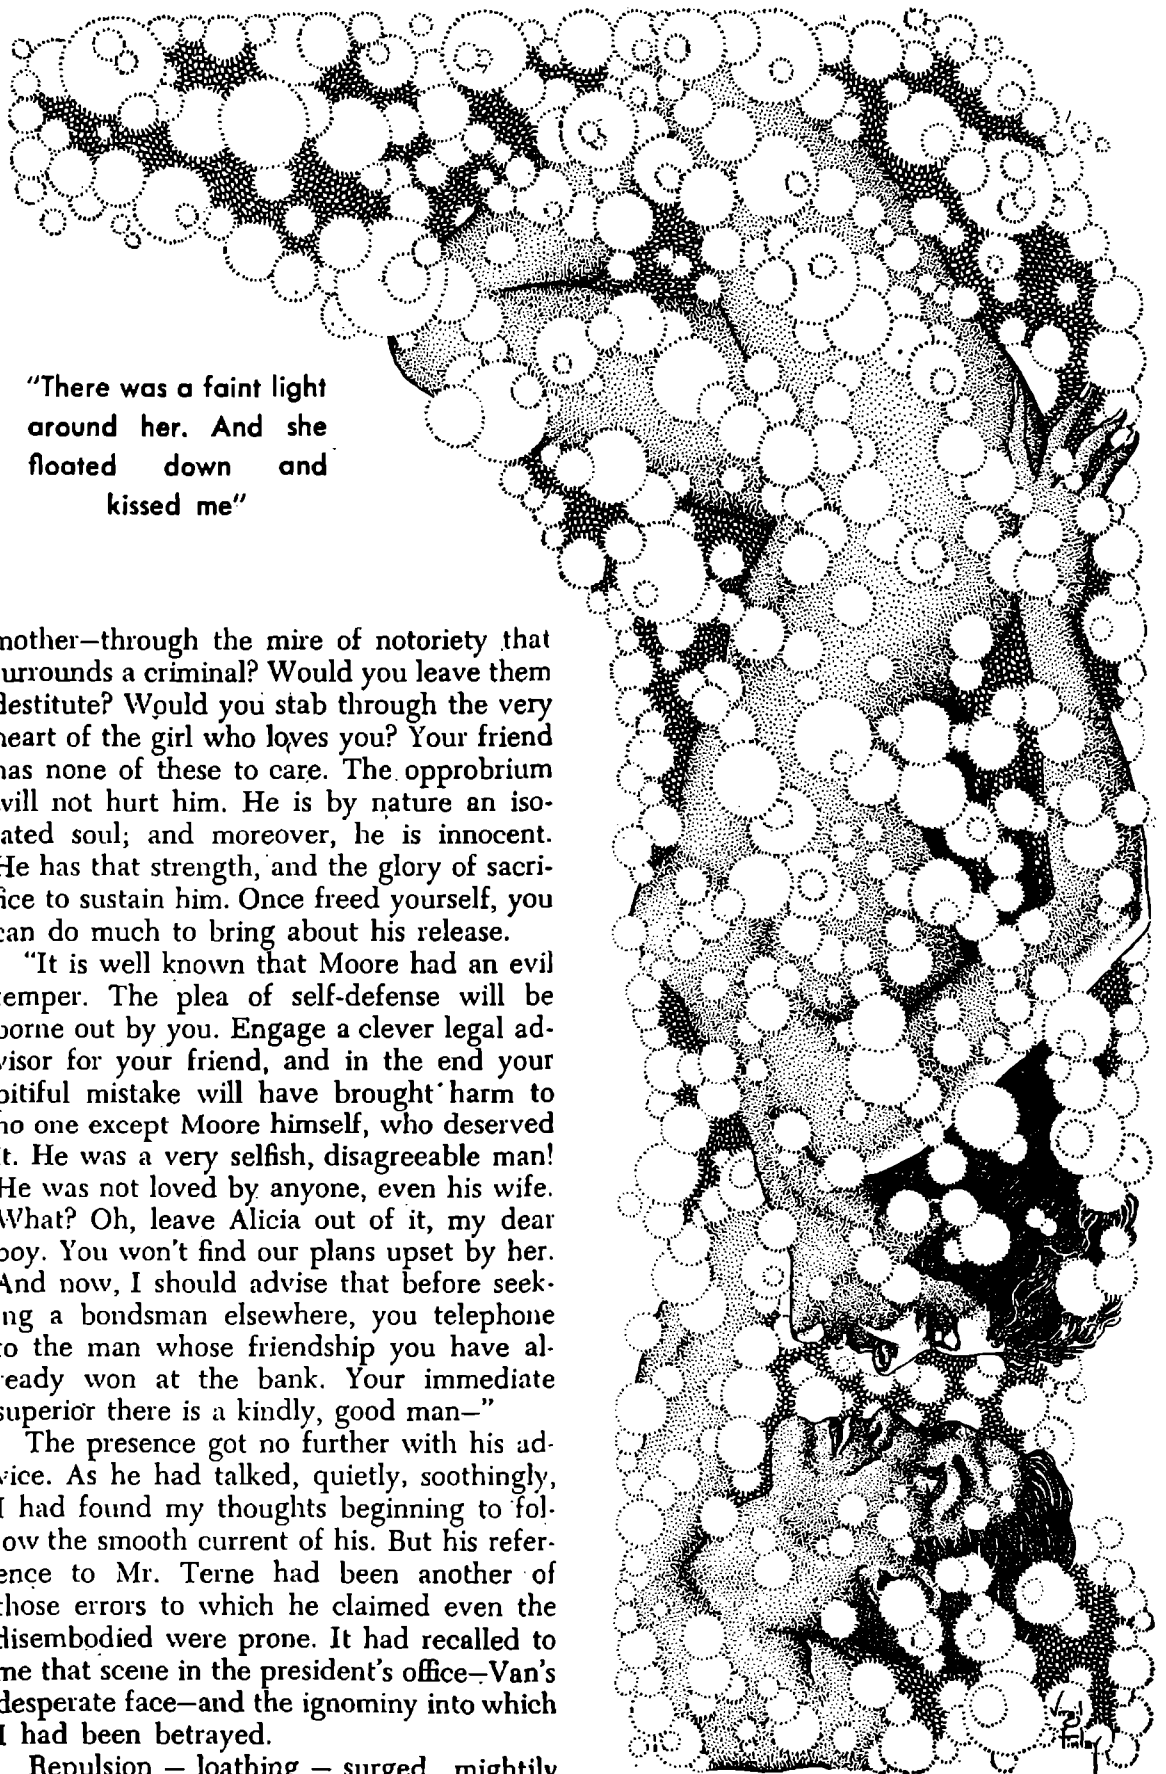 "There was a faint light
around her. And she
floated down and
kissed me"
mother—through the mire of notoriety that
urrounds a criminal? Would you leave them
destitute? Would you stab through the very
heart of the girl who loves you? Your friend
has none of these to care. The opprobrium
will not hurt him. He is by nature an iso-
ated soul; and moreover, he is innocent.
He has that strength, and the glory of sacri-
fice to sustain him. Once freed yourself, you
can do much to bring about his release.
"It is well known that Moore had an evil
temper. The plea of self-defense will be
borne out by you. Engage a clever legal ad-
visor for your friend, and in the end your
pitiful mistake will have brought harm to
no one except Moore himself, who deserved
it. He was a very selfish, disagreeable man!
He was not loved by anyone, even his wife.
What? Oh, leave Alicia out of it, my dear
boy. You won't find our plans upset by her.
And now, I should advise that before seek-
ing a bondsman elsewhere, you telephone
to the man whose friendship you have al-
ready won at the bank. Your immediate
superior there is a kindly, good man—"
The presence got no further with his ad-
vice. As he had talked, quietly, soothingly,
I had found my thoughts beginning to fol-
low the smooth current of his. But his refer-
ence to Mr. Terne had been another of
those errors to which he claimed even the
disembodied were prone. It had recalled to
me that scene in the president's office—Van's
desperate face—and the ignominy into which
I had been betrayed.
Repulsion — loathing — surged mightily
Virgil
Finlay